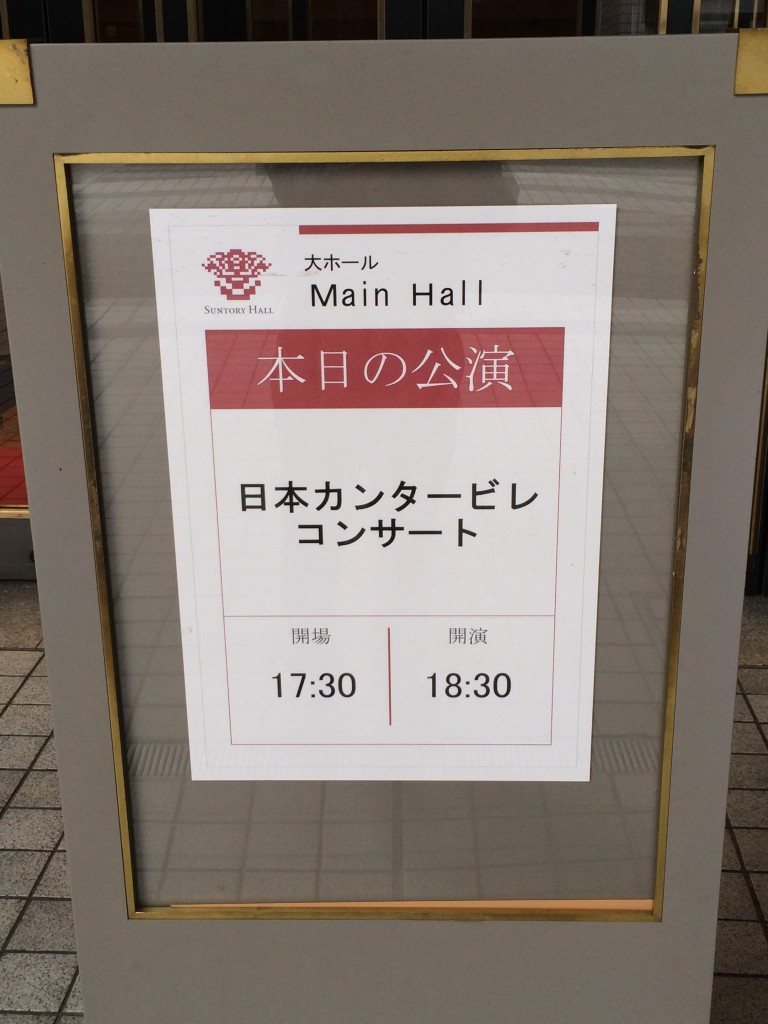 SUNTORY HALL
大ホール
Main Hall
本日の公演
日本カンタービレ
コンサート
開場
17:30
開演
18:30